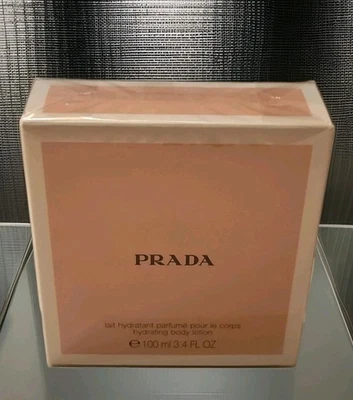 PRADA
lait hydratant parfumé pour le corps
hydrating body lotion
℮ 100 ml 3.4 FL OZ